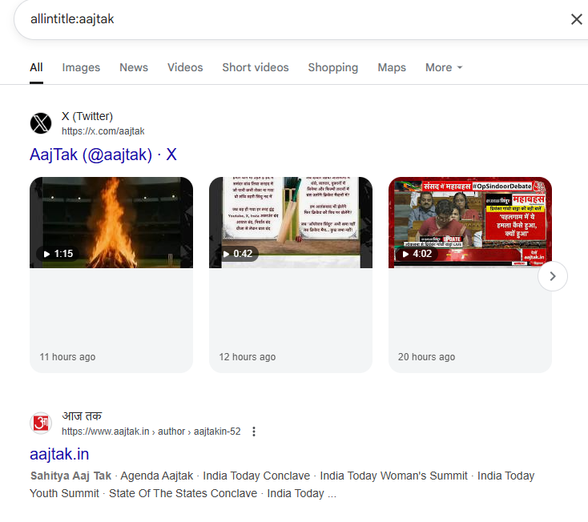 allintitle:aajtak
All Images News Videos Short videos Shopping Maps More
X (Twitter)
https://x.com/aajtak
AajTak (@aajtak) · X
1:15
0:42
संसद में महाबहस #OpSindoorDebate
महाबहस
"पहलगाम में ये
हमला कैसे हुआ,
क्यों हुआ"
4:02
aajtak.in
11 hours ago
12 hours ago
20 hours ago
आज तक
https://www.aajtak.in › author › aajtakin-52
aajtak.in
Sahitya Aaj Tak · Agenda Aajtak · India Today Conclave · India Today Woman's Summit · India Today
Youth Summit · State Of The States Conclave · India Today ...